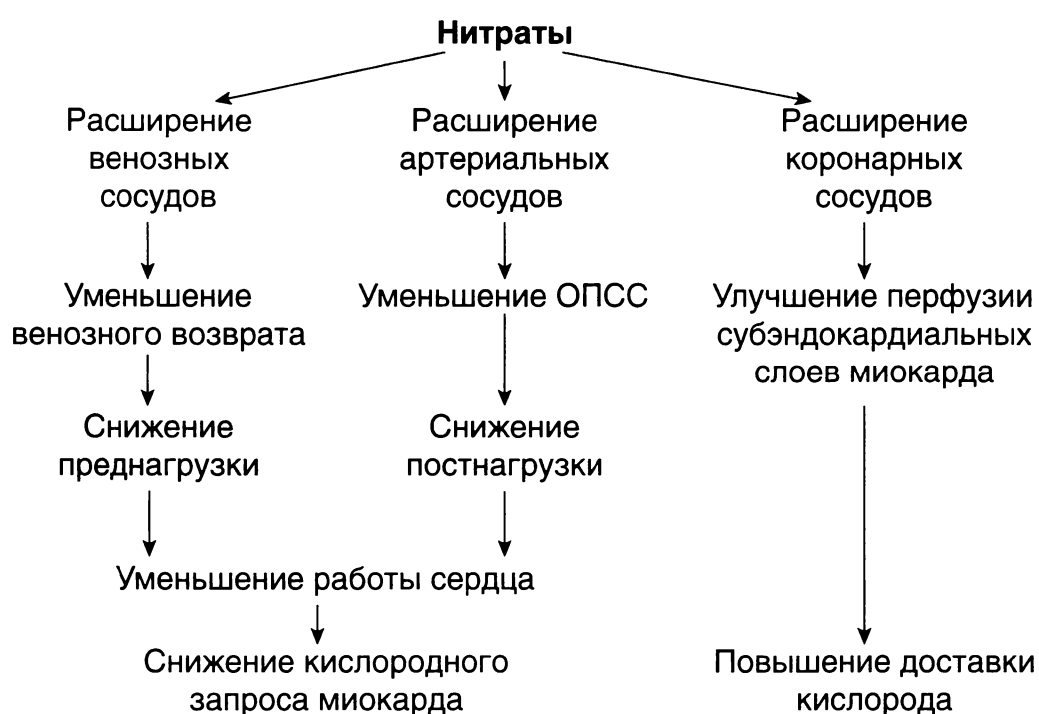 Нитраты
Расширение
венозных
сосудов
Расширение
артериальных
сосудов
Расширение
коронарных
сосудов
Уменьшение
венозного возврата
Уменьшение ОПСС
Улучшение перфузии
субэндокардиальных
слоев миокарда
Снижение
преднагрузки
Снижение
постнагрузки
Уменьшение работы сердца
Снижение кислородного
запроса миокарда
Повышение доставки
кислорода